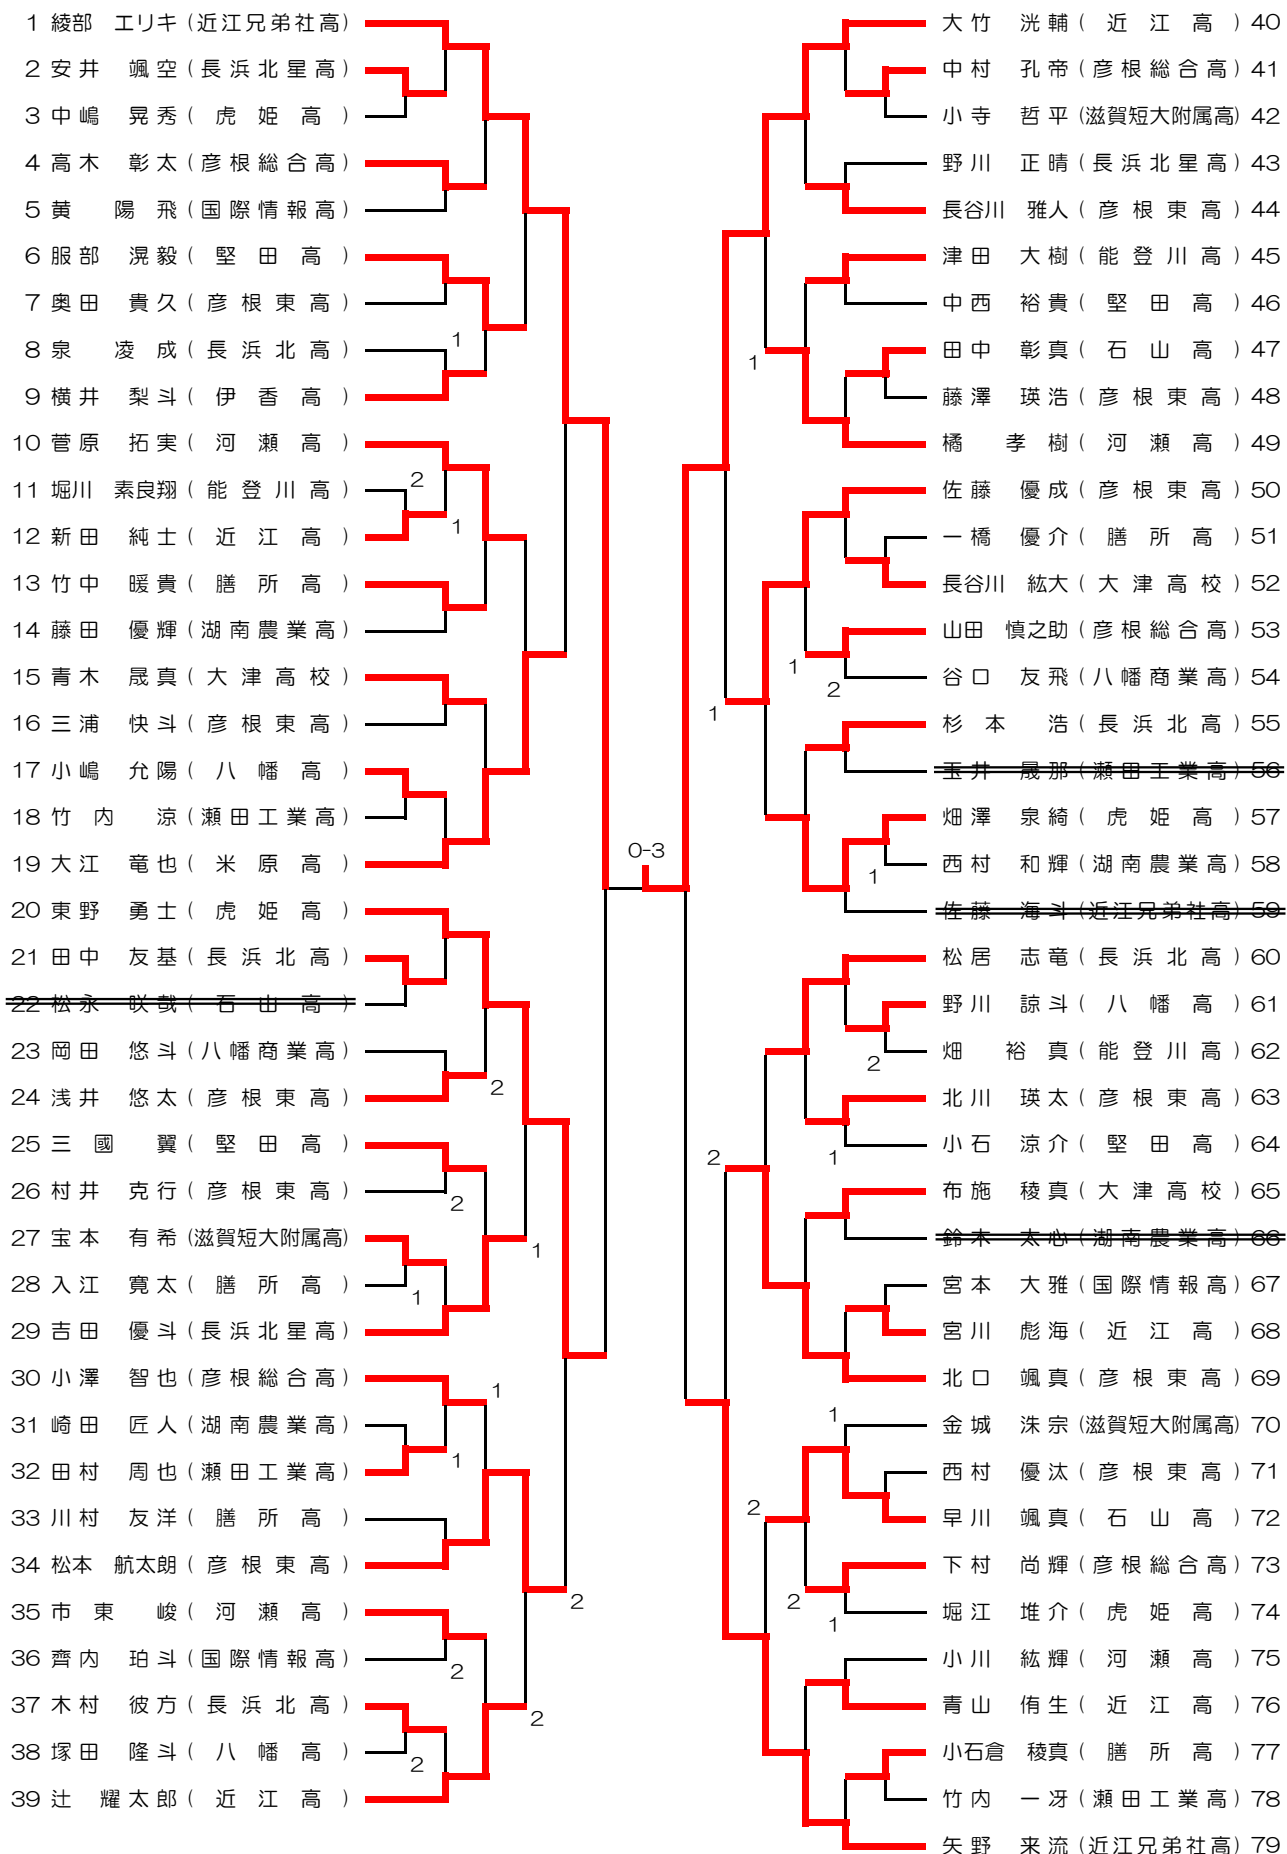 1 綾部 エリキ (近江兄弟社高)
2 安井 颯空 (長浜北星高)
3 中嶋 晃秀 ( 虎姫高 )
4 高木 彰太 (彦根総合高)
5 黄 陽飛 (国際情報高)
6 服部 滉毅 ( 堅田高 )
7 奥田 貴久 ( 彦根東高 )
8 泉 凌成 ( 長浜北高 )
1
9 横井 梨斗 ( 伊香高 )
10 菅原 拓実 ( 河瀬高 )
11 堀川 素良翔 ( 能登川高 )
2
1
12 新田 純士 ( 近江高 )
13 竹中 暖貴 ( 膳所高 )
14 藤田 優輝 (湖南農業高)
15 青木 晟真 ( 大津高校 )
16 三浦 快斗 ( 彦根東高 )
17 小嶋 允陽 ( 八幡高 )
18 竹内 涼 (瀬田工業高)
19 大江 竜也 ( 米原高 )
20 東野 勇士 ( 虎姫高 )
21 田中 友基 ( 長浜北高 )
22 松永 咲哉 ( 石山高 )
23 岡田 悠斗 (八幡商業高)
2
24 浅井 悠太 ( 彦根東高 )
25 三國 翼 ( 堅田高 )
26 村井 克行 ( 彦根東高 )
2
27 宝本 有希 (滋賀短大附属高)
1
28 入江 寛太 ( 膳所高 )
1
29 吉田 優斗 (長浜北星高)
30 小澤 智也 (彦根総合高)
1
31 崎田 匠人 (湖南農業高)
1
32 田村 周也 (瀬田工業高)
33 川村 友洋 ( 膳所高 )
34 松本 航太朗 ( 彦根東高 )
2
35 市東 峻 ( 河瀬高 )
36 齊内 珀斗 (国際情報高)
2
37 木村 彼方 ( 長浜北高 )
2
38 塚田 隆斗 ( 八幡高 )
2
39 辻 耀太郎 ( 近江高 )
0-3
大竹 洸輔 ( 近江高 ) 40
中村 孔帝 (彦根総合高) 41
小寺 哲平 (滋賀短大附属高) 42
野川 正晴 (長浜北星高) 43
長谷川 雅人 ( 彦根東高 ) 44
津田 大樹 ( 能登川高 ) 45
中西 裕貴 ( 堅田高 ) 46
田中 彰真 ( 石山高 ) 47
1
藤澤 瑛浩 ( 彦根東高 ) 48
橘 孝樹 ( 河瀬高 ) 49
佐藤 優成 ( 彦根東高 ) 50
一橋 優介 ( 膳所高 ) 51
長谷川 紘大 ( 大津高校 ) 52
山田 慎之助 (彦根総合高) 53
1
2
谷口 友飛 (八幡商業高) 54
1
杉本 浩 ( 長浜北高 ) 55
玉井 晟那 (瀬田工業高) 56
畑澤 泉綺 ( 虎姫高 ) 57
西村 和輝 (湖南農業高) 58
1
佐藤 海斗 (近江兄弟社高) 59
松居 志竜 ( 長浜北高 ) 60
野川 諒斗 ( 八幡高 ) 61
畑 裕真 ( 能登川高 ) 62
2
北川 瑛太 ( 彦根東高 ) 63
小石 涼介 ( 堅田高 ) 64
2
1
布施 稜真 ( 大津高校 ) 65
鈴木 太心 (湖南農業高) 66
宮本 大雅 (国際情報高) 67
宮川 彪海 ( 近江高 ) 68
北口 颯真 ( 彦根東高 ) 69
1
金城 洙宗 (滋賀短大附属高) 70
西村 優汰 ( 彦根東高 ) 71
2
早川 颯真 ( 石山高 ) 72
下村 尚輝 (彦根総合高) 73
2
1
堀江 堆介 ( 虎姫高 ) 74
小川 紘輝 ( 河瀬高 ) 75
青山 侑生 ( 近江高 ) 76
小石倉 稜真 ( 膳所高 ) 77
竹内 一冴 (瀬田工業高) 78
矢野 来流 (近江兄弟社高) 79